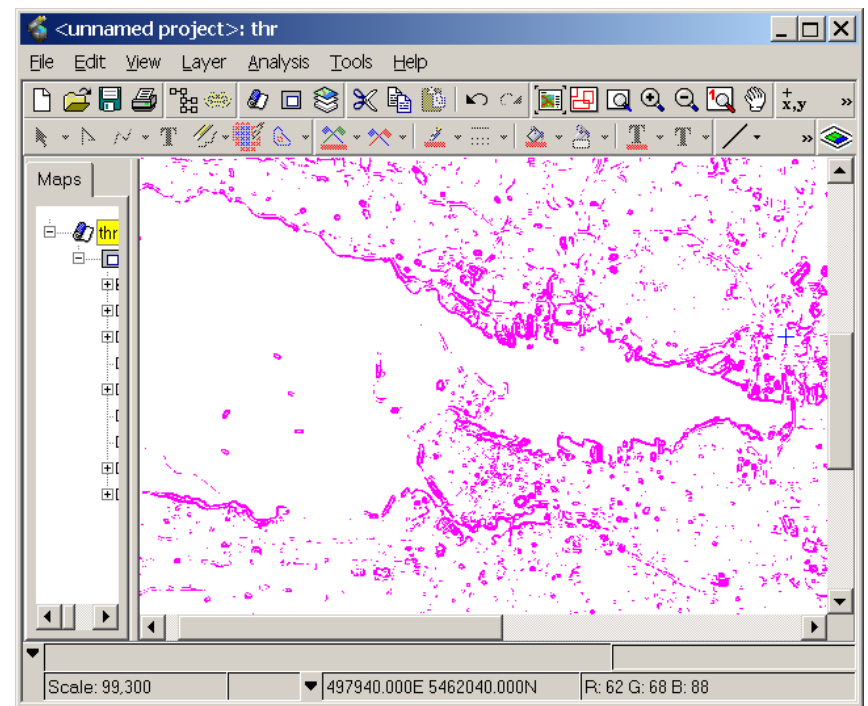 <unnamed project>: thr
File Edit View Layer Analysis Tools Help
x,y
Maps
thr
Scale: 99,300 497940.000E 5462040.000N R: 62 G: 68 B: 88